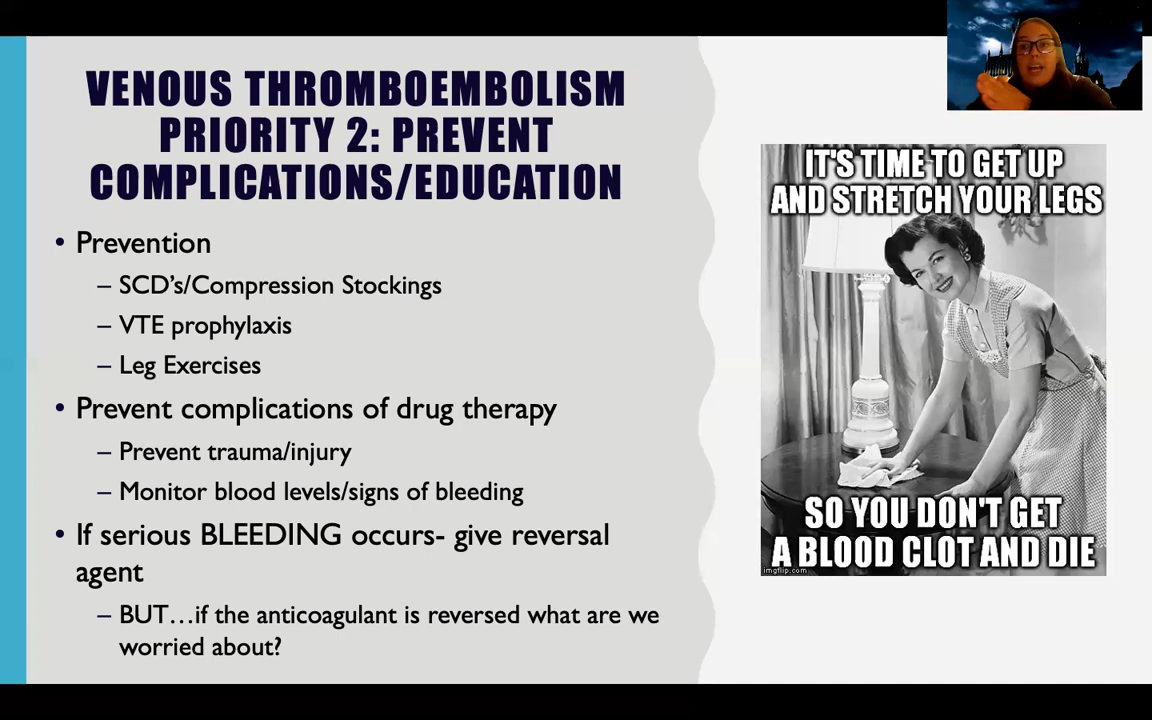 VENOUS THROMBOEMBOLISM
PRIORITY 2: PREVENT
COMPLICATIONS/EDUCATION
• Prevention
– SCD's/Compression Stockings
– VTE prophylaxis
– Leg Exercises
• Prevent complications of drug therapy
– Prevent trauma/injury
– Monitor blood levels/signs of bleeding
• If serious BLEEDING occurs- give reversal
agent
– BUT…if the anticoagulant is reversed what are we
worried about?
IT'S TIME TO GET UP
AND STRETCH YOUR LEGS
SO YOU DON'T GET
A BLOOD CLOT AND DIE
imgflip.com